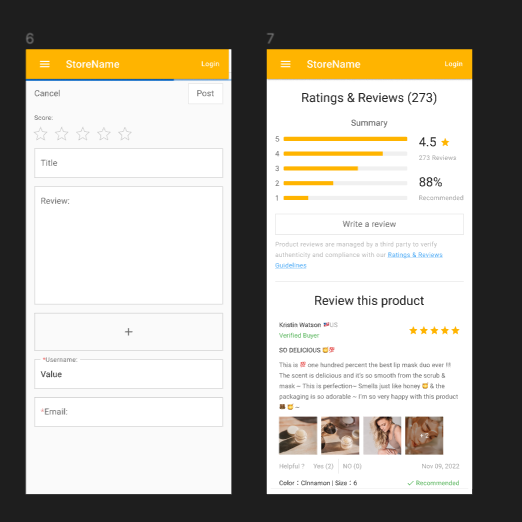 6
StoreName
Login
Cancel
Post
Score:
Title
Review:
+
*Username:
Value
*Email:
7
StoreName
Login
Ratings & Reviews (273)
Summary
5
4
3
2
1
4.5
273 Reviews
88%
Recommended
Write a review
Product reviews are managed by a third party to verify
authenticity and compliance with our Ratings & Reviews
Guidelines
Review this product
Kristin Watson US
Verified Buyer
SO DELICIOUS 🍯💯
This is 💯 one hundred percent the best lip mask duo ever !!!
The scent is delicious and it's so smooth from the scrub &
mask ~ This is perfection~ Smells just like honey 🍯 & the
packaging is so adorable ~ I'm so very happy with this product
🍯 ~
Helpful ? Yes (2) NO (0) Nov 09, 2022
Color : Cinnamon | Size : 6 Recommended